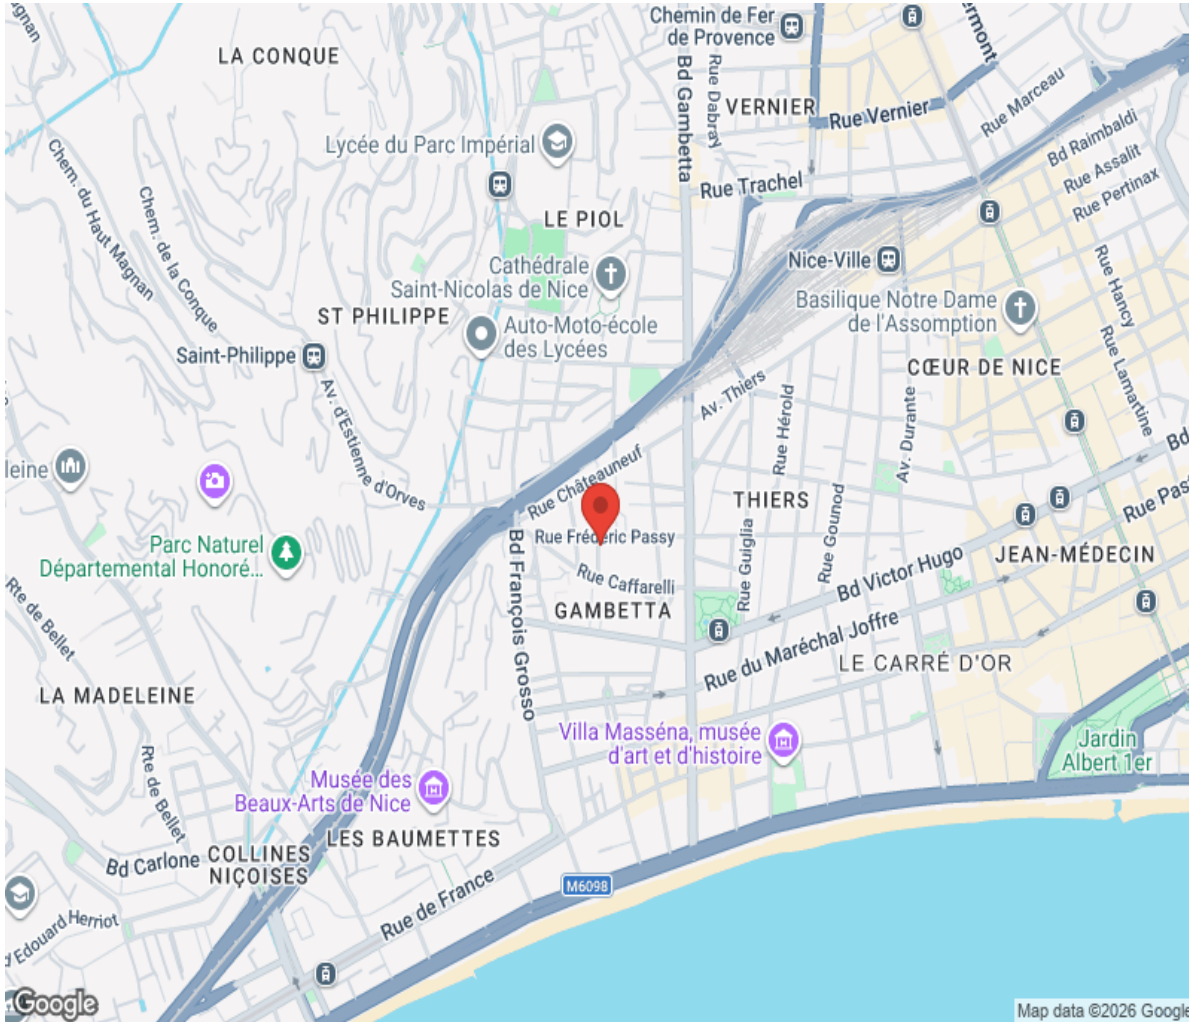 Chemin de Fer
de Provence
LA CONQUE
Bd Gambetta
Rue Dabray
VERNIER
Rue Vernier
Rue Marceau
Bd Raimbaldi
Rue Assalit
Rue Pertinax
Lycée du Parc Impérial
Rue Trachel
Chem. du Haut Magnan
Chem. de la Conque
LE PIOL
Cathédrale
Saint-Nicolas de Nice
Nice-Ville
Rue Hancy
ST PHILIPPE
Auto-Moto-école
des Lycées
Basilique Notre Dame
de l'Assomption
Saint-Philippe
Rue Lamartine
CŒUR DE NICE
Av. d'Estienne d'Orves
Av. Thiers
Rue Hérold
Av. Durante
Bd
leine
Rue Châteauneuf
THIERS
Rue Pas
Rue Gounod
Rue Guiglia
Bd François Grosso
Rue Frédéric Passy
Parc Naturel
Départemental Honoré...
Rue Caffarelli
Bd Victor Hugo
JEAN-MÉDECIN
GAMBETTA
Rte de Bellet
Rue du Maréchal Joffre
LE CARRÉ D'OR
LA MADELEINE
Villa Masséna, musée
d'art et d'histoire
Jardin
Albert 1er
Rte de Bellet
Musée des
Beaux-Arts de Nice
LES BAUMETTES
Bd Carlone
COLLINES
NIÇOISES
M6098
Rue de France
d Edouard Herriot
Google
Map data ©2026 Google